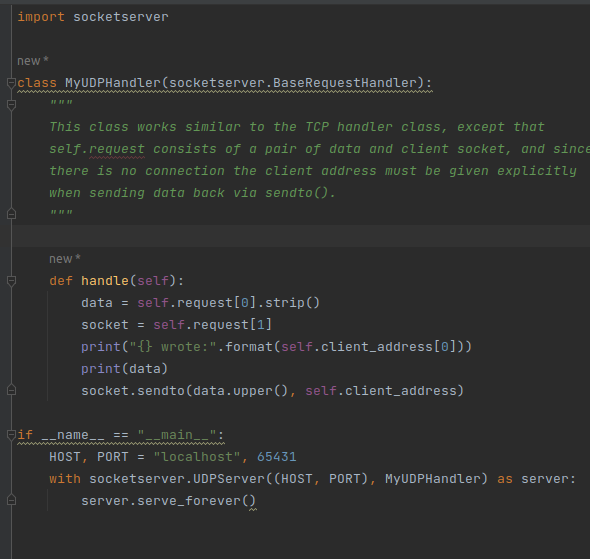 import socketserver
new *
class MyUDPHandler(socketserver.BaseRequestHandler):
    """
    This class works similar to the TCP handler class, except that
    self.request consists of a pair of data and client socket, and since
    there is no connection the client address must be given explicitly
    when sending data back via sendto().
    """
    new *
    def handle(self):
        data = self.request[0].strip()
        socket = self.request[1]
        print("{} wrote:".format(self.client_address[0]))
        print(data)
        socket.sendto(data.upper(), self.client_address)
if __name__ == "__main__":
    HOST, PORT = "localhost", 65431
    with socketserver.UDPServer((HOST, PORT), MyUDPHandler) as server:
        server.serve_forever()